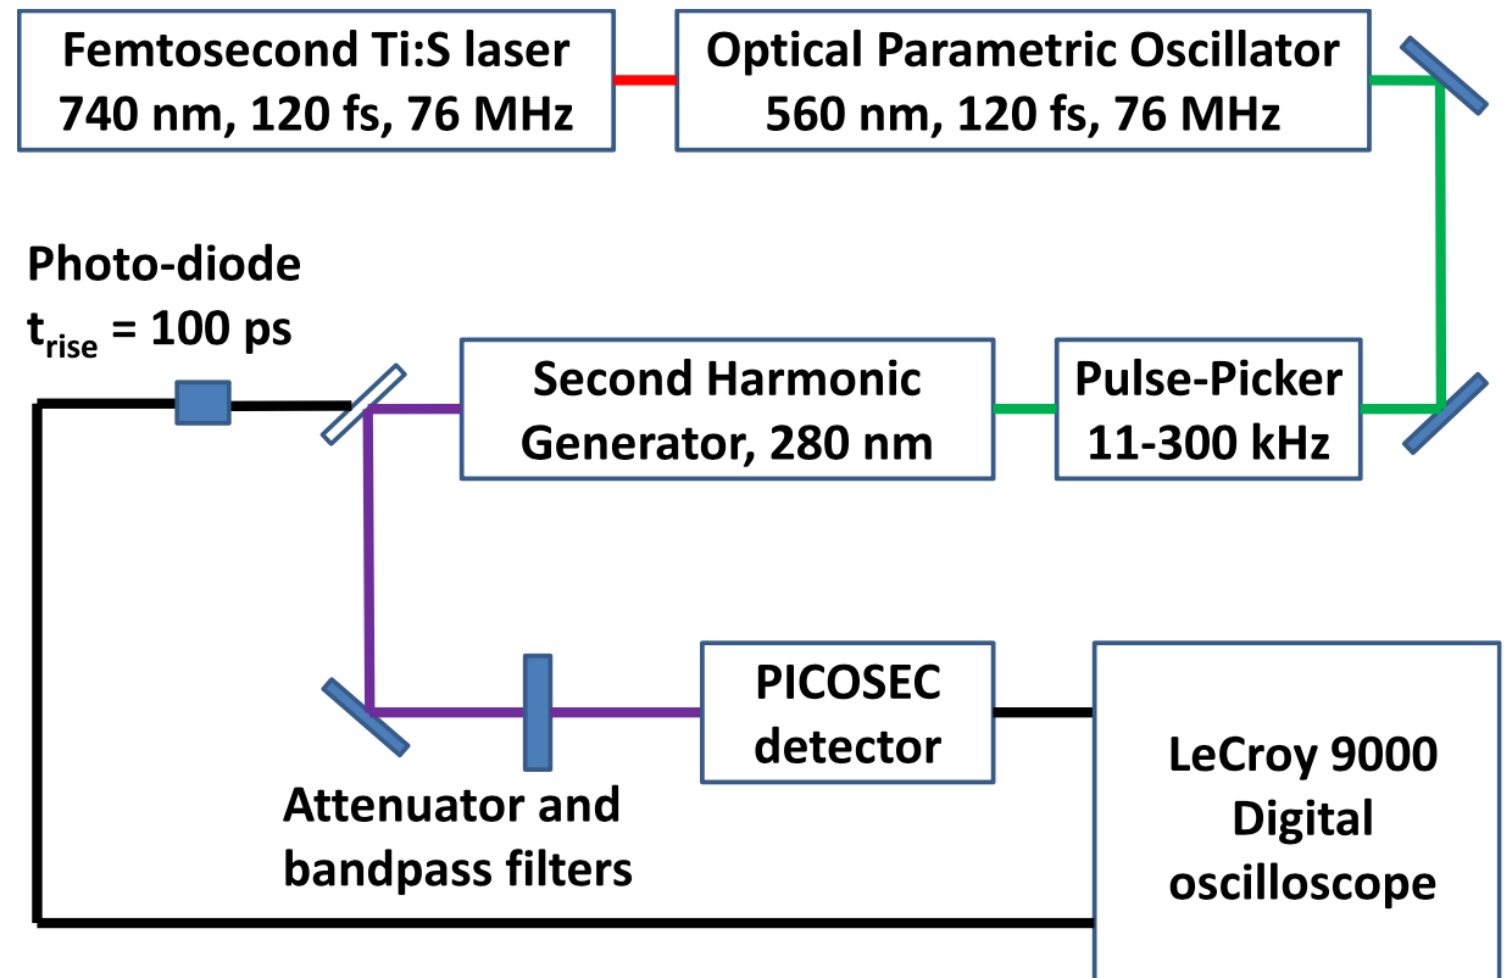 Femtosecond Ti:S laser
740 nm, 120 fs, 76 MHz
Optical Parametric Oscillator
560 nm, 120 fs, 76 MHz
Photo-diode
t_rise = 100 ps
Second Harmonic
Generator, 280 nm
Pulse-Picker
11-300 kHz
PICOSEC
detector
Attenuator and
bandpass filters
LeCroy 9000
Digital
oscilloscope